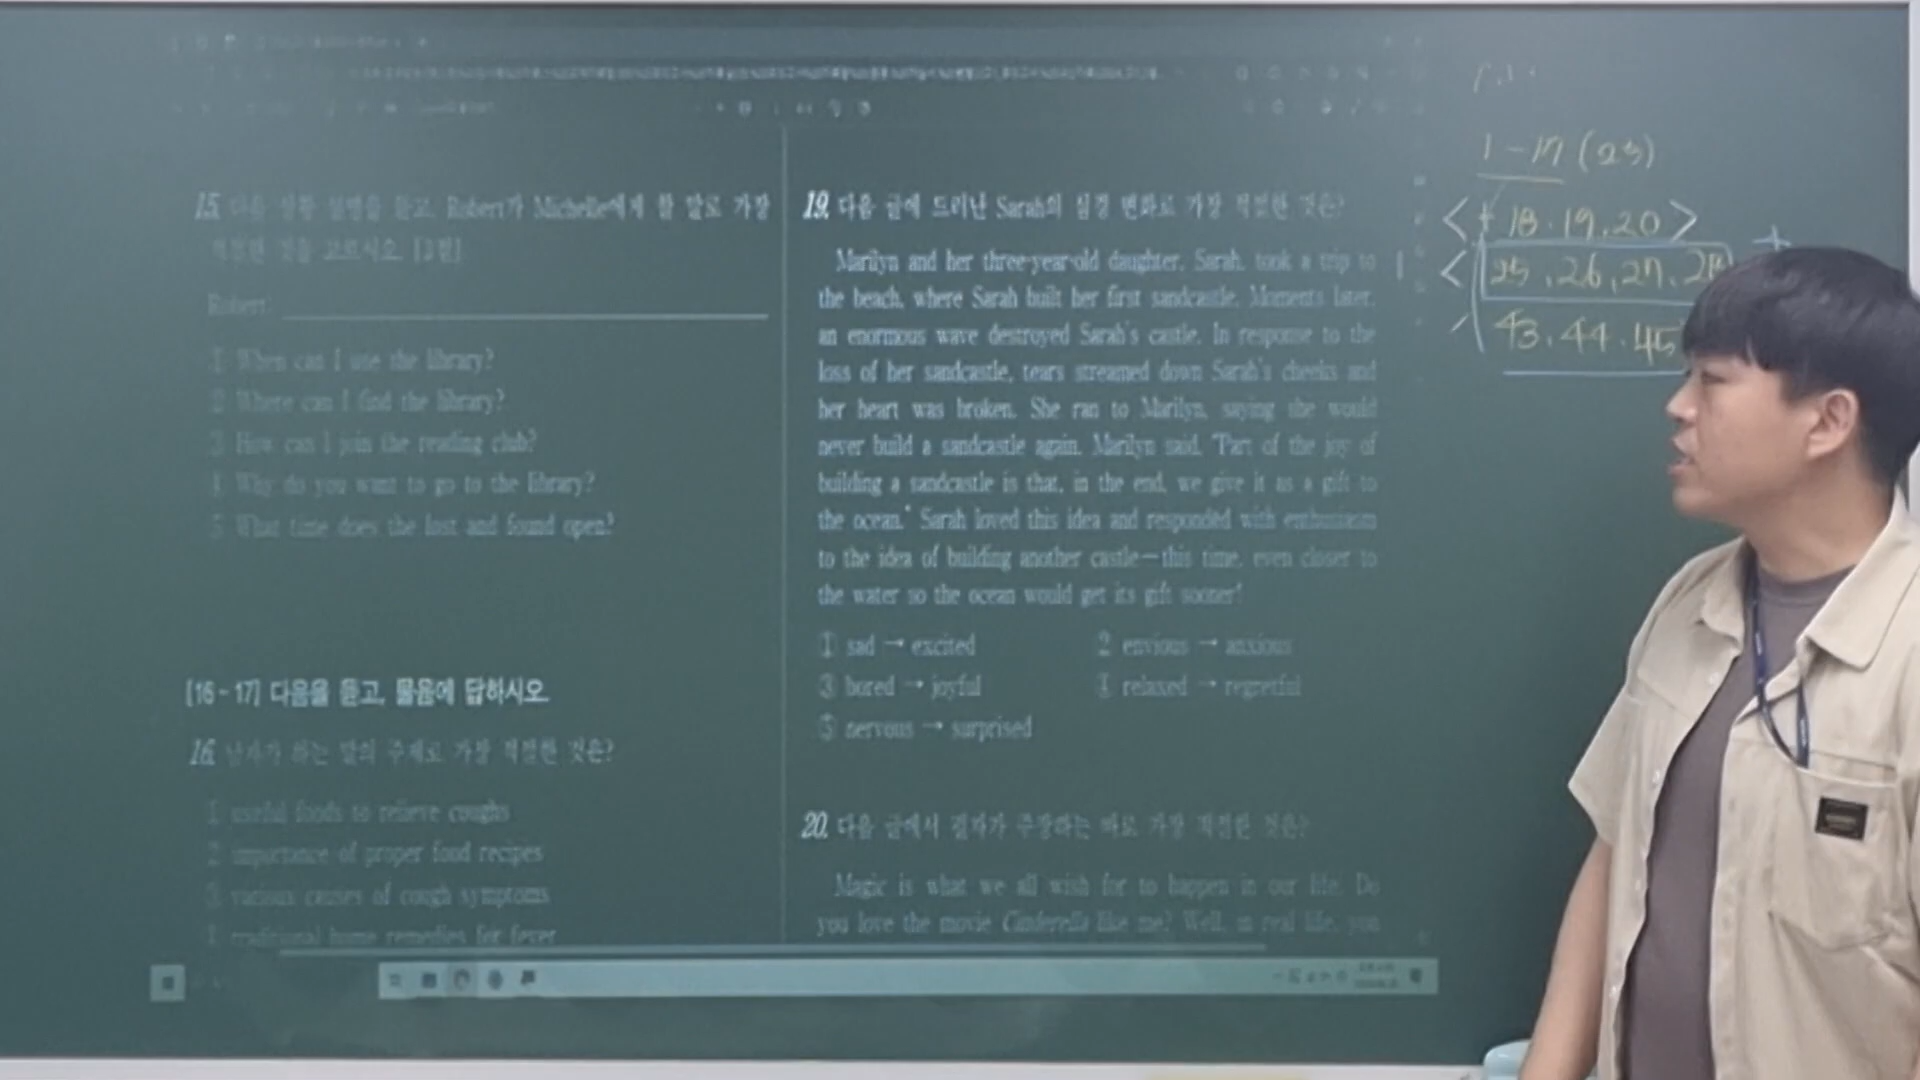 15. 다음 상황 설명을 듣고, Robert가 Michelle에게 할 말로 가장
적절한 것을 고르시오. [3점]
Robert:
① When can I use the library?
② Where can I find the library?
③ How can I join the reading club?
④ Why do you want to go to the library?
⑤ What time does the lost and found open?
[16 - 17] 다음을 듣고, 물음에 답하시오.
16. 남자가 하는 말의 주제로 가장 적절한 것은?
① useful foods to relieve coughs
② importance of proper food recipes
③ various causes of cough symptoms
④ traditional home remedies for fever
19. 다음 글에 드러난 Sarah의 심경 변화로 가장 적절한 것은?
Marilyn and her three-year-old daughter, Sarah, took a trip to
the beach, where Sarah built her first sandcastle. Moments later,
an enormous wave destroyed Sarah's castle. In response to the
loss of her sandcastle, tears streamed down Sarah's cheeks and
her heart was broken. She ran to Marilyn, saying she would
never build a sandcastle again. Marilyn said, "Part of the joy of
building a sandcastle is that, in the end, we give it as a gift to
the ocean." Sarah loved this idea and responded with enthusiasm
to the idea of building another castle—this time, even closer to
the water so the ocean would get its gift sooner!
① sad → excited
② envious → anxious
③ bored → joyful
④ relaxed → regretful
⑤ nervous → surprised
20. 다음 글에서 필자가 주장하는 바로 가장 적절한 것은?
Magic is what we all wish for to happen in our life. Do
you love the movie Cinderella like me? Well, in real life, you
1-17 (25)
< 18.19.20 >
< 25.26.27.28
43.44.45